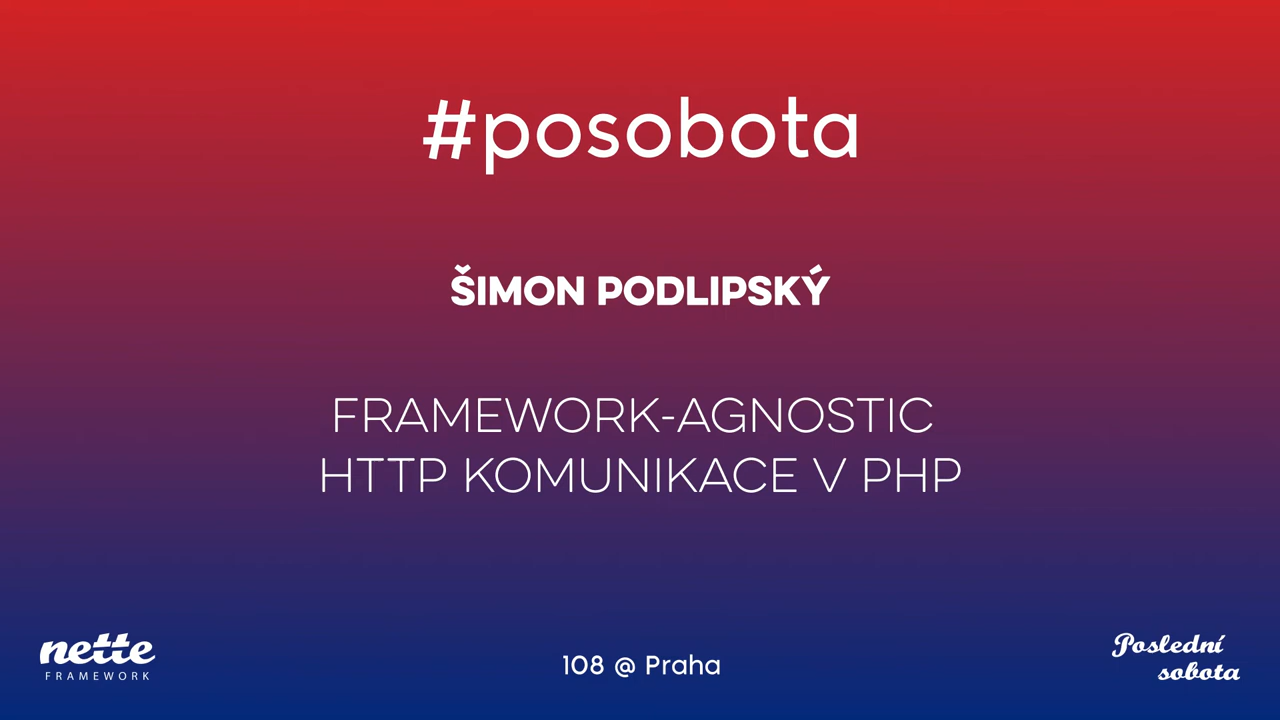 #posobota
ŠIMON PODLIPSKÝ
FRAMEWORK-AGNOSTIC
HTTP KOMUNIKACE V PHP
nette
FRAMEWORK
108 @ Praha
Poslední
sobota